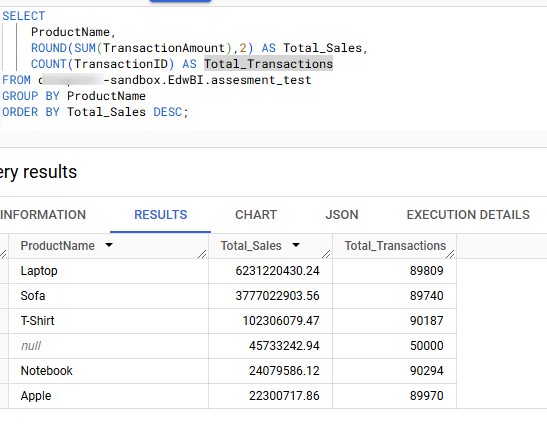 SELECT
ProductName,
ROUND(SUM(TransactionAmount),2) AS Total_Sales,
COUNT(TransactionID) AS Total_Transactions
FROM -sandbox.EdwBI.assesment_test
GROUP BY ProductName
ORDER BY Total_Sales DESC;
ery results
INFORMATION RESULTS CHART JSON EXECUTION DETAILS
ProductName Total_Sales Total_Transactions
Laptop 6231220430.24 89809
Sofa 3777022903.56 89740
T-Shirt 102306079.47 90187
null 45733242.94 50000
Notebook 24079586.12 90294
Apple 22300717.86 89970